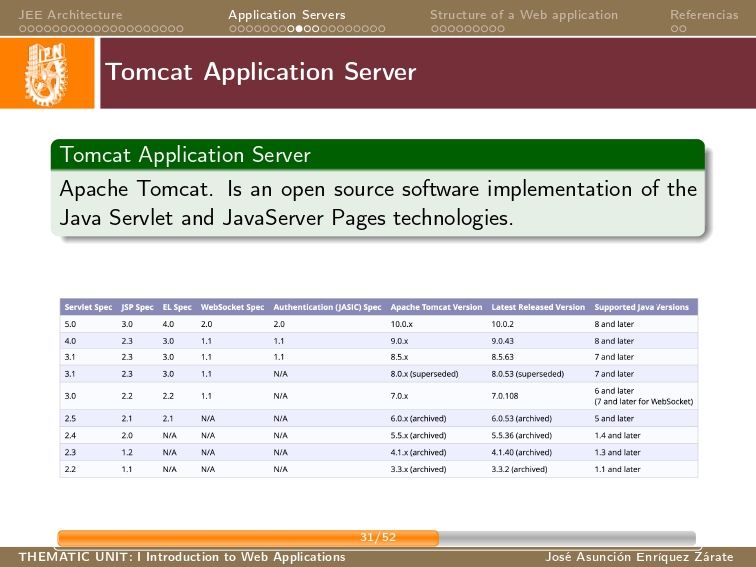 JEE Architecture Application Servers Structure of a Web application Referencias
IPN
Tomcat Application Server
Tomcat Application Server
Apache Tomcat. Is an open source software implementation of the
Java Servlet and JavaServer Pages technologies.
Servlet Spec JSP Spec EL Spec WebSocket Spec Authentication (JASIC) Spec Apache Tomcat Version Latest Released Version Supported Java Versions
5.0 3.0 4.0 2.0 2.0 10.0.x 10.0.2 8 and later
4.0 2.3 3.0 1.1 1.1 9.0.x 9.0.43 8 and later
3.1 2.3 3.0 1.1 1.1 8.5.x 8.5.63 7 and later
3.1 2.3 3.0 1.1 N/A 8.0.x (superseded) 8.0.53 (superseded) 7 and later
3.0 2.2 2.2 1.1 N/A 7.0.x 7.0.108 6 and later
(7 and later for WebSocket)
2.5 2.1 2.1 N/A N/A 6.0.x (archived) 6.0.53 (archived) 5 and later
2.4 2.0 N/A N/A N/A 5.5.x (archived) 5.5.36 (archived) 1.4 and later
2.3 1.2 N/A N/A N/A 4.1.x (archived) 4.1.40 (archived) 1.3 and later
2.2 1.1 N/A N/A N/A 3.3.x (archived) 3.3.2 (archived) 1.1 and later
31/52
THEMATIC UNIT: I Introduction to Web Applications José Asunción Enríquez Zárate